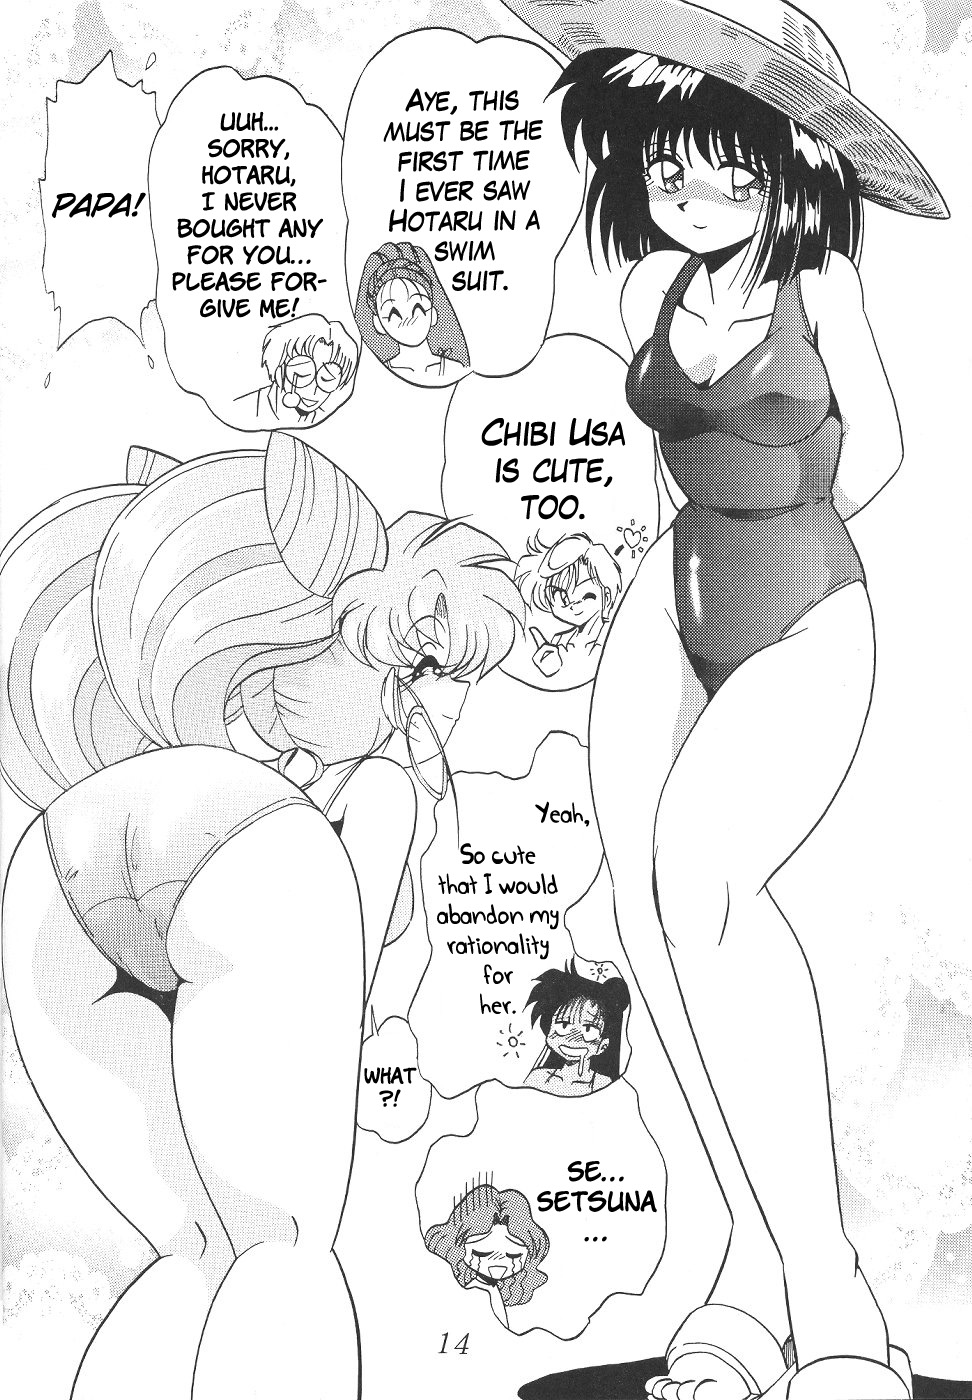 AYE, THIS
MUST BE THE
FIRST TIME
I EVER SAW
HOTARU IN A
SWIM
SUIT.
UUH...
SORRY,
HOTARU,
I NEVER
BOUGHT ANY
FOR YOU...
PLEASE FOR-
GIVE ME!
PAPA!
CHIBI USA
IS CUTE,
TOO.
Yeah,
So cute
that I would
abandon my
rationality
for
her.
WHAT
?!
SE...
SETSUNA
...
14